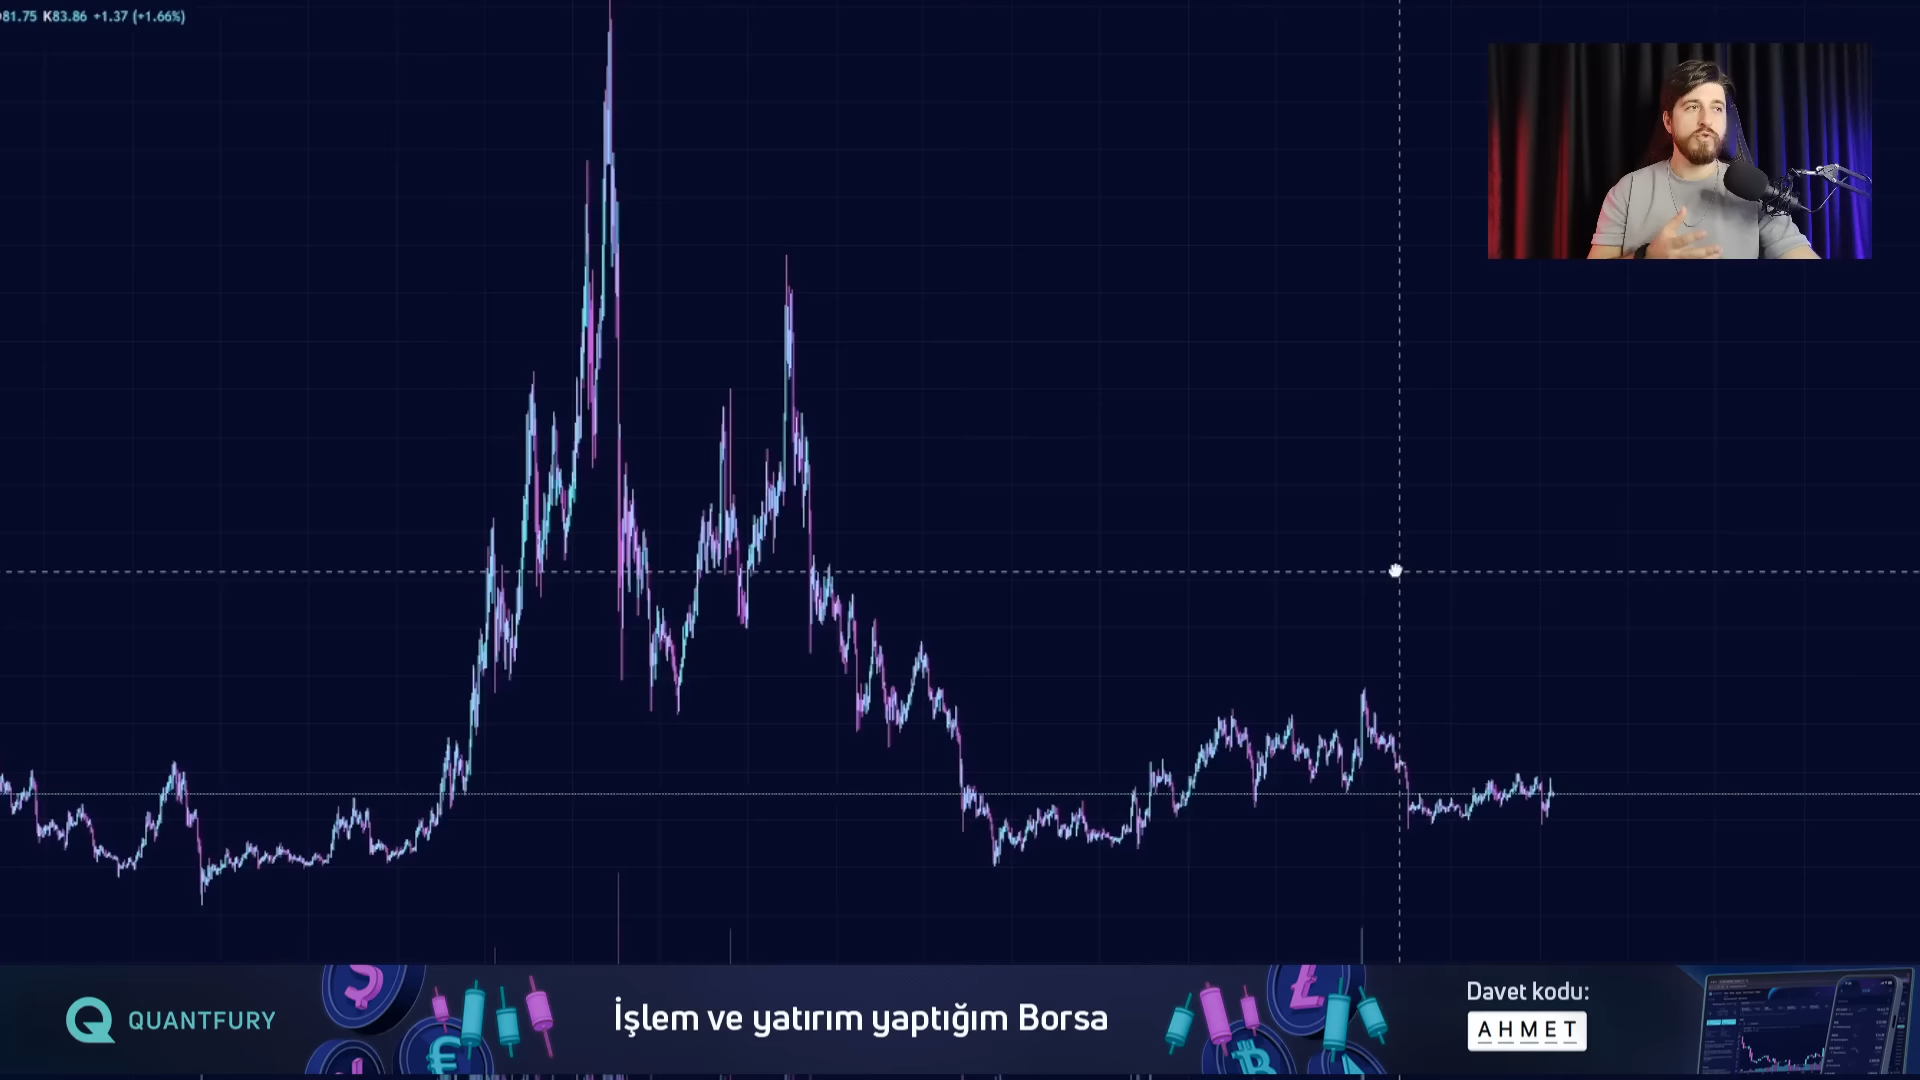 81.75 K83.86 +1.37 (+1.66%)
QUANTFURY
İşlem ve yatırım yaptığım Borsa
Davet kodu:
AHMET